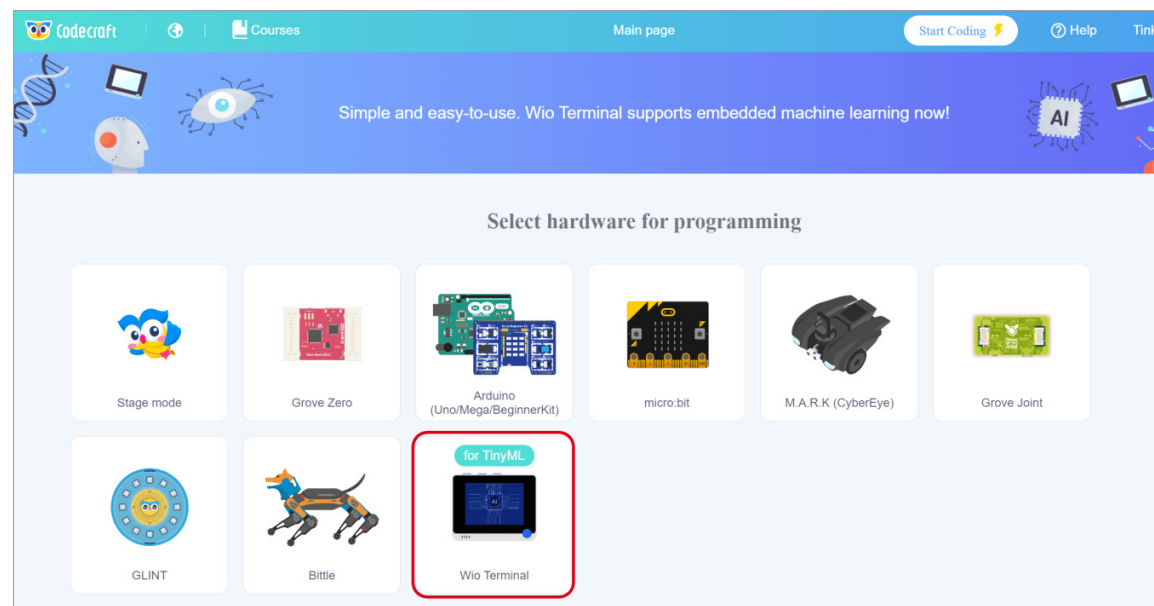 Codecraft
Courses
Main page
Start Coding
Help
Simple and easy-to-use. Wio Terminal supports embedded machine learning now!
AI
Select hardware for programming
Stage mode
Grove Zero
Arduino
(Uno/Mega/BeginnerKit)
micro:bit
M.A.R.K (CyberEye)
Grove Joint
for TinyML
AI
GLINT
Bittle
Wio Terminal